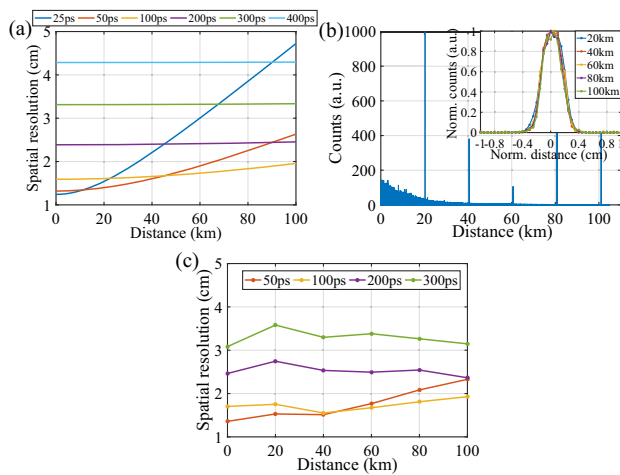 (a)
25ps 50ps 100ps 200ps 300ps 400ps
Spatial resolution (cm)
5
4
3
2
1
0 20 40 60 80 100
Distance (km)
(b)
Counts (a.u.)
1000
800
600
400
200
0
0 20 40 60 80 100
Distance (km)
Norm. counts (a.u.)
1
0.8
0.6
0.4
0.2
0
-1 -0.8 -0.4 0 0.4 0.8 1
Norm. distance (cm)
20km
40km
60km
80km
100km
(c)
50ps 100ps 200ps 300ps
Spatial resolution (cm)
5
4
3
2
1
0 20 40 60 80 100
Distance (km)